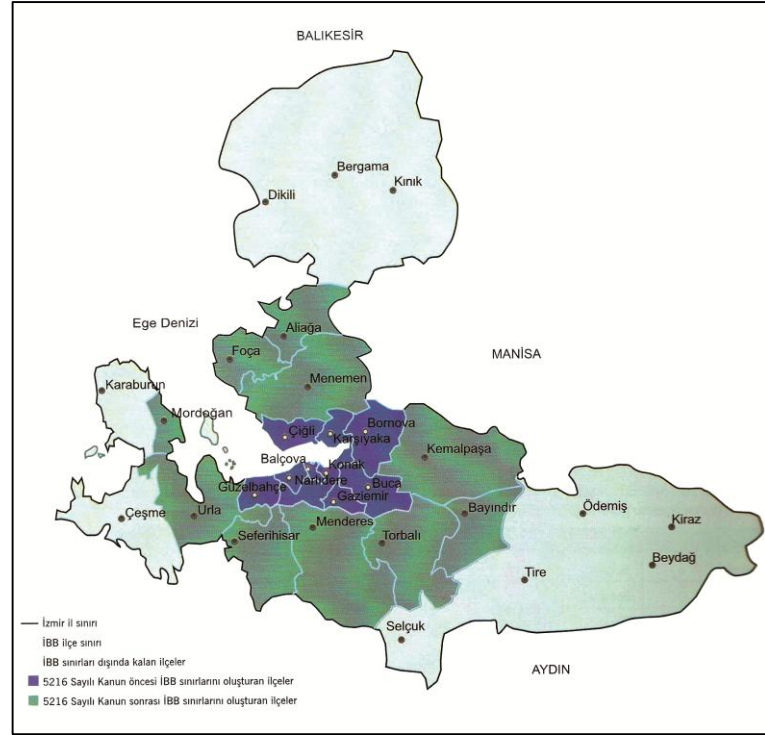 BALIKESİR
Bergama
Kınık
Dikili
Ege Denizi
Aliağa
Foça
MANİSA
Menemen
Karaburun
Mordoğan
Bornova
Çiğli
Karşıyaka
Kemalpaşa
Balçova
Konak
Narlıdere
Buca
Güzelbahçe
Gaziemir
Çeşme
Urla
Bayındır
Ödemiş
Menderes
Kiraz
Seferihisar
Torbalı
Beydağ
Tire
Selçuk
AYDIN
İzmir il sınırı
İBB ilçe sınırı
İBB sınırları dışında kalan ilçeler
5216 Sayılı Kanun öncesi İBB sınırlarını oluşturan ilçeler
5216 Sayılı Kanun sonrası İBB sınırlarını oluşturan ilçeler